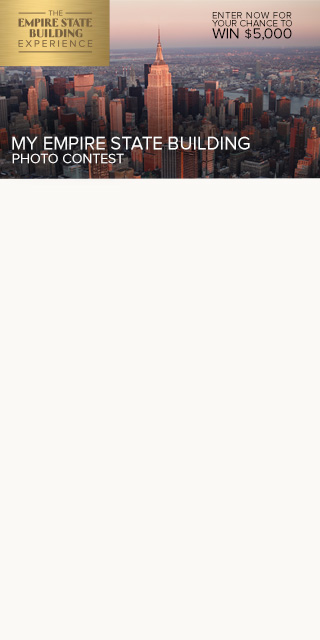 THE
EMPIRE STATE
BUILDING
EXPERIENCE
ENTER NOW FOR
YOUR CHANCE TO
WIN $5,000
MY EMPIRE STATE BUILDING
PHOTO CONTEST